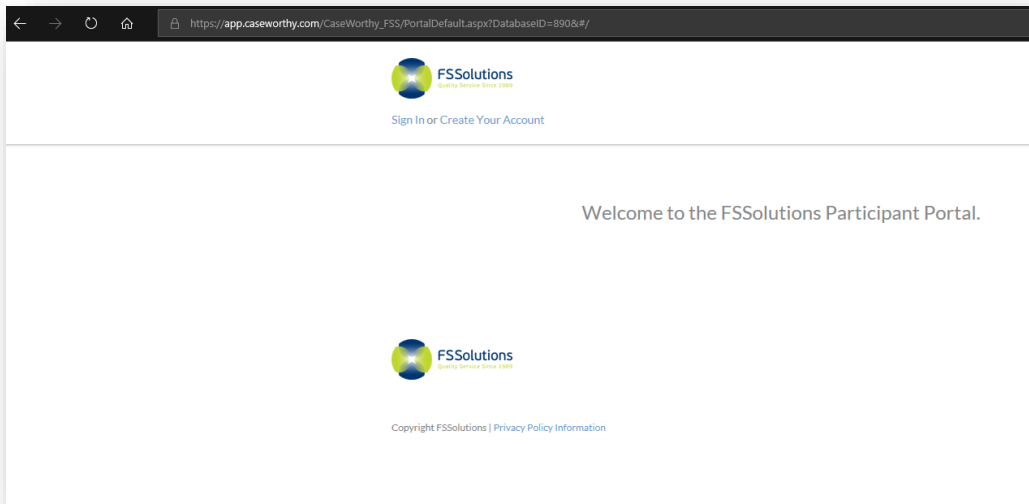 https://app.caseworthy.com/CaseWorthy_FSS/PortalDefault.aspx?DatabaseID=890&#/
FSSolutions
Quality Service Since 1989
Sign In or Create Your Account
Welcome to the FSSolutions Participant Portal.
FSSolutions
Quality Service Since 1989
Copyright FSSolutions | Privacy Policy Information